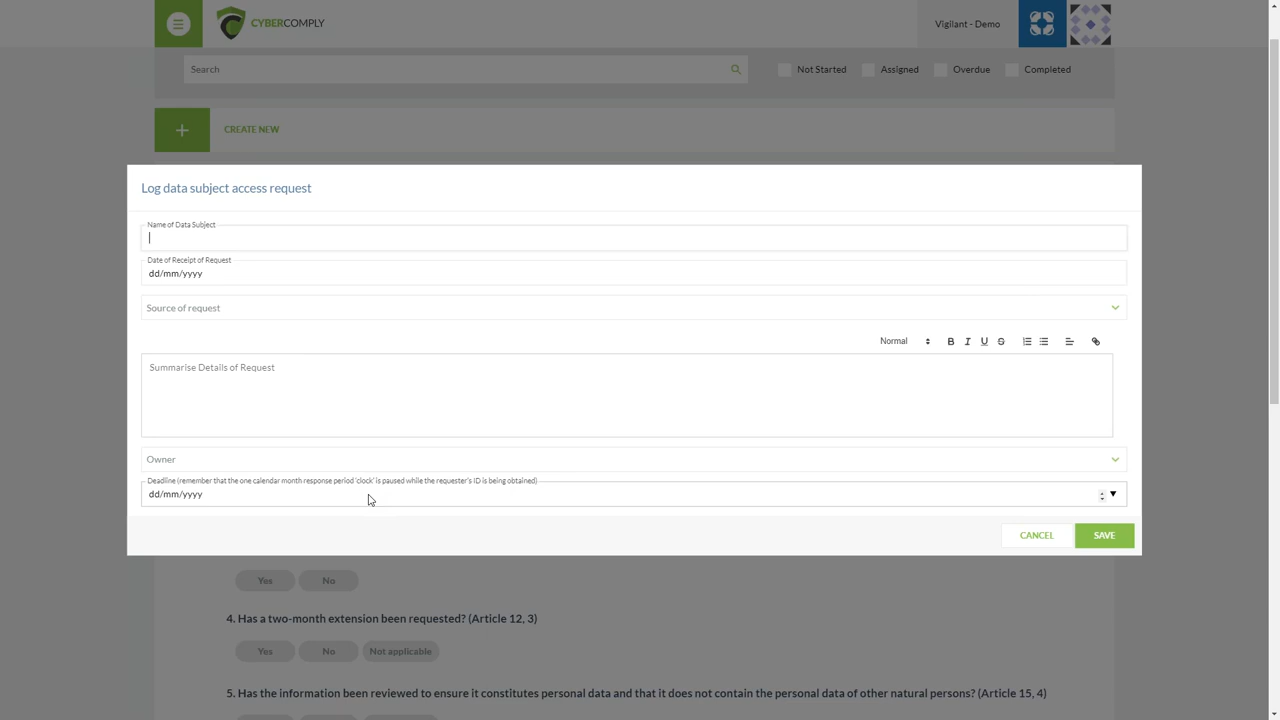 CYBERCOMPLY
Vigilant - Demo
Search
Not Started
Assigned
Overdue
Completed
+ CREATE NEW
Log data subject access request
Name of Data Subject
Date of Receipt of Request
dd/mm/yyyy
Source of request
Normal B I U S
Summarise Details of Request
Owner
Deadline (remember that the one calendar month response period 'clock' is paused while the requester's ID is being obtained)
dd/mm/yyyy
CANCEL SAVE
Yes No
4. Has a two-month extension been requested? (Article 12, 3)
Yes No Not applicable
5. Has the information been reviewed to ensure it constitutes personal data and that it does not contain the personal data of other natural persons? (Article 15, 4)